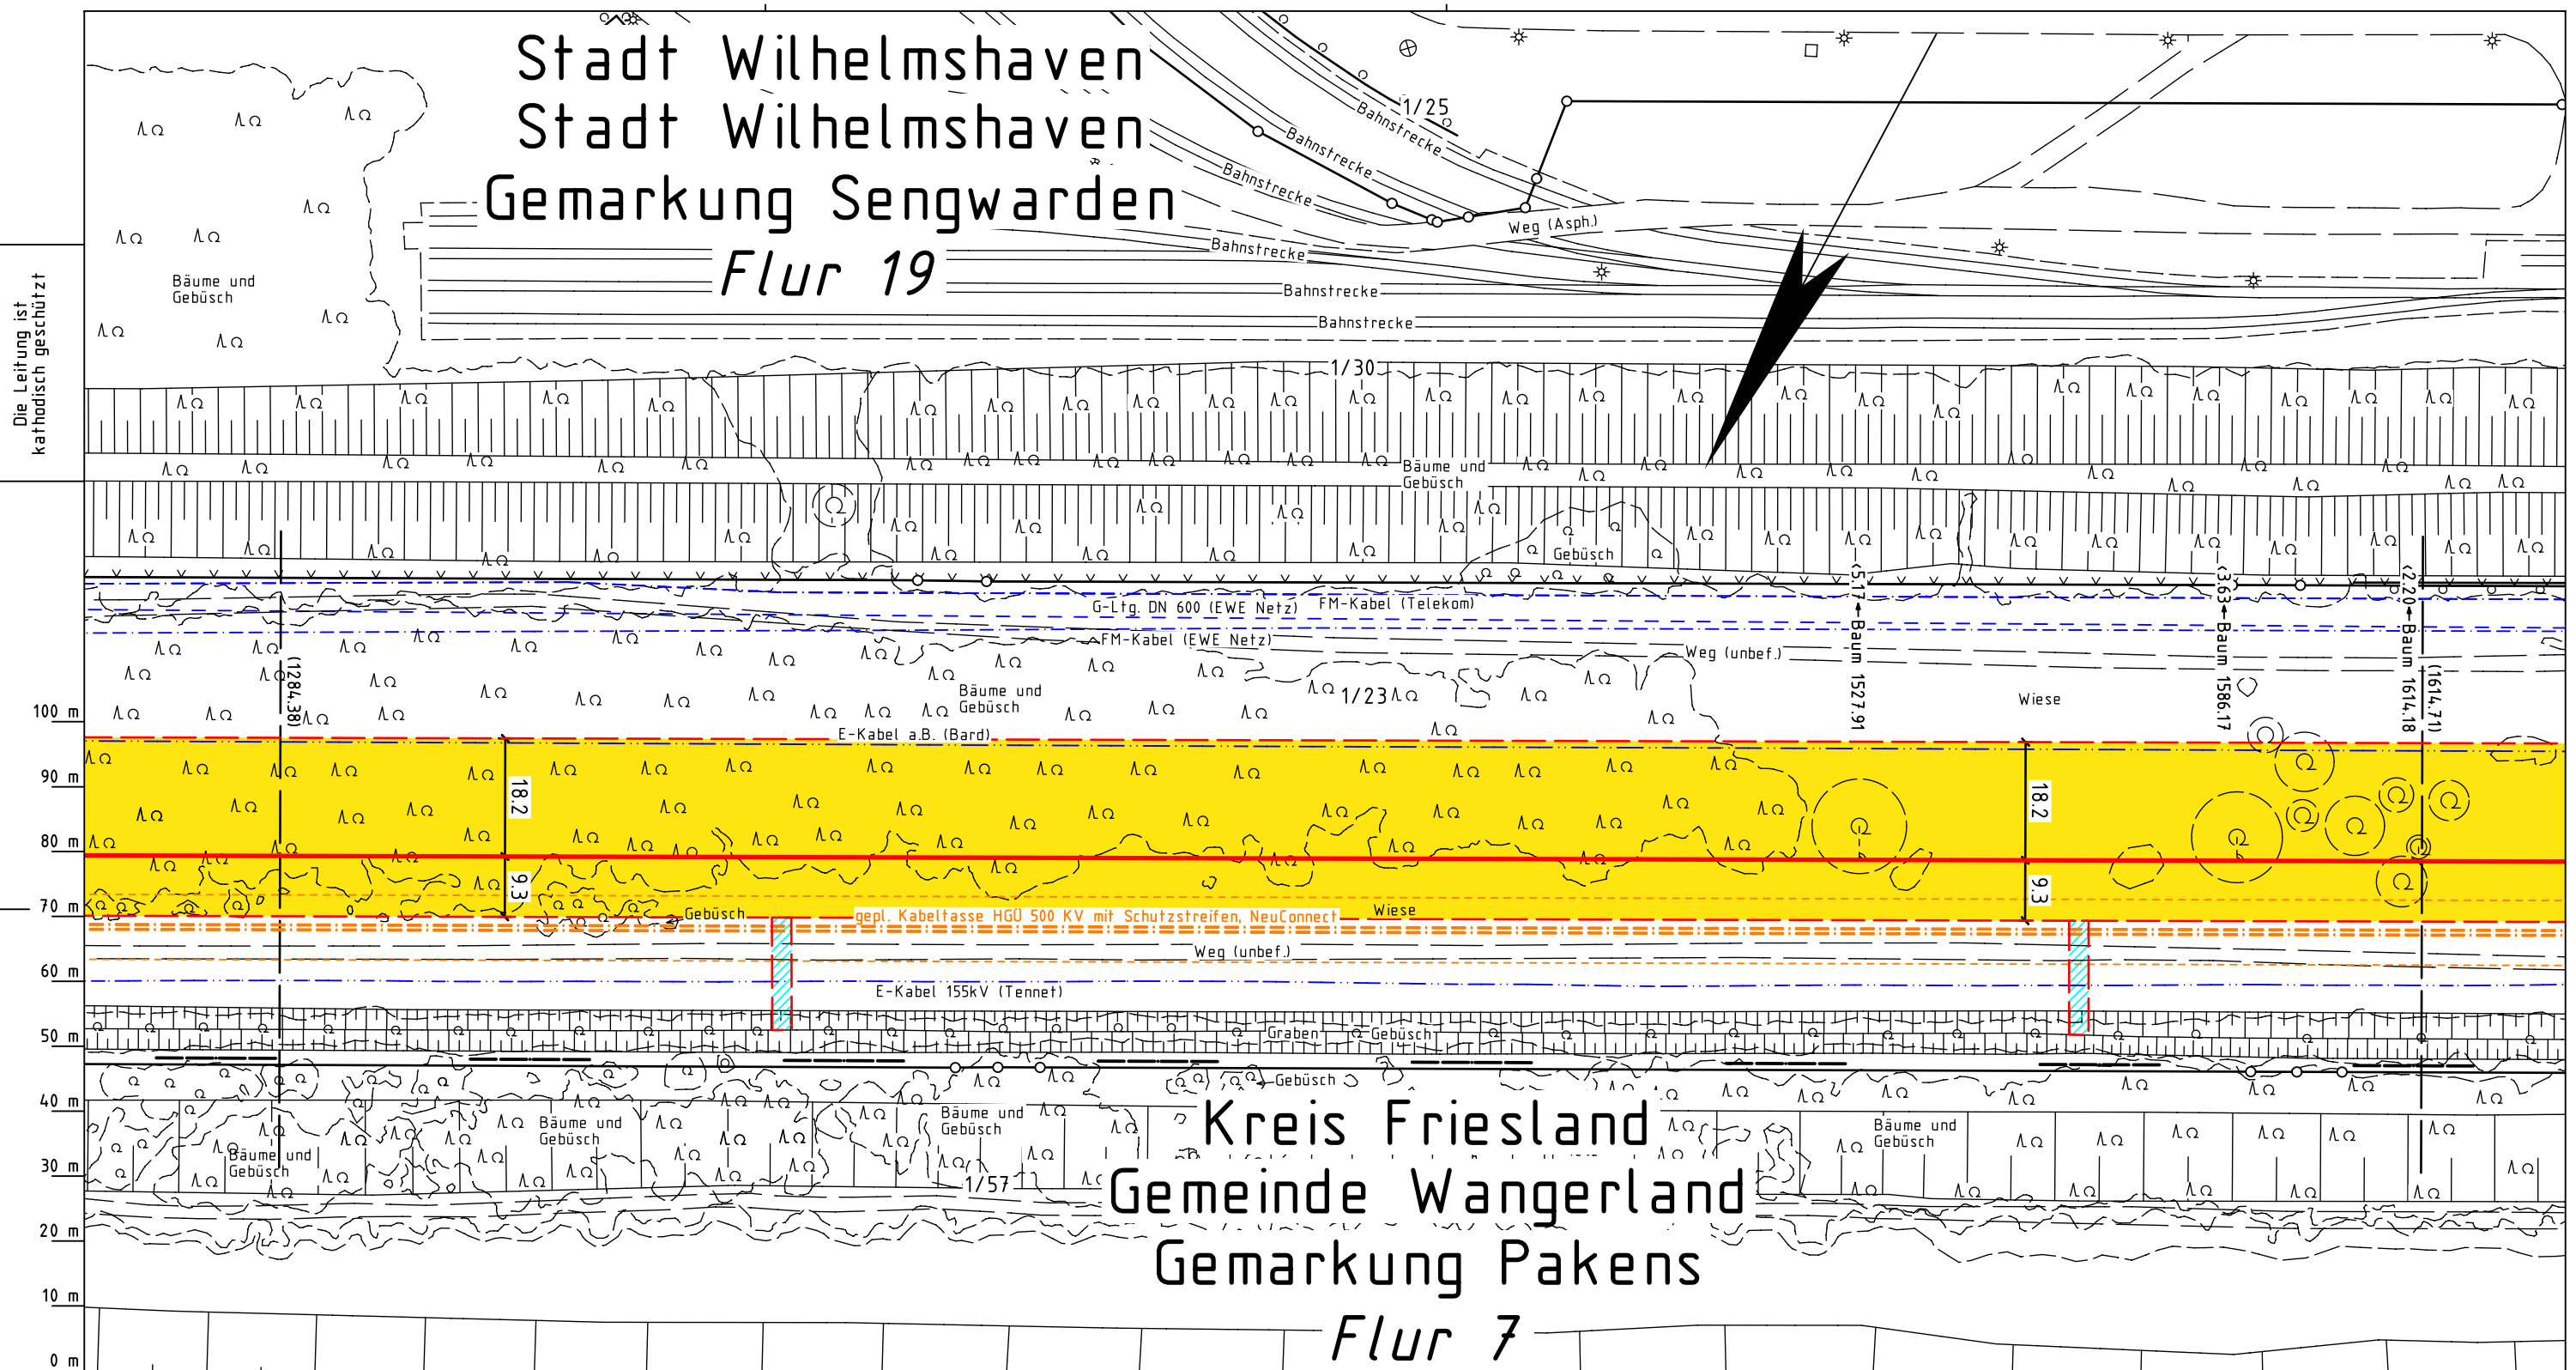 Stadt Wilhelmshaven
Stadt Wilhelmshaven
Gemarkung Sengwarden
Flur 19
Die Leitung ist
kathodisch geschützt
Bäume und
Gebüsch
1/25
Bahnstrecke
Bahnstrecke
Bahnstrecke
Weg (Asph.)
Bahnstrecke
Bahnstrecke
Bahnstrecke
1/30
Bäume und
Gebüsch
Gebüsch
G-Ltg. DN 600 (EWE Netz)
FM-Kabel (Telekom)
FM-Kabel (EWE Netz)
Weg (unbef.)
<5.17 Baum 1527.91
<3.63 Baum 1586.17
<2.20 Baum 1614.18
(1614.71)
(1284.38)
Bäume und
Gebüsch
1/23
Wiese
100 m
E-Kabel a.B. (Bard)
90 m
18.2
18.2
80 m
9.3
9.3
70 m
Gebüsch
gepl. Kabeltasse HGÜ 500 KV mit Schutzstreifen, NeuConnect
Wiese
Weg (unbef.)
60 m
E-Kabel 155kV (Tennet)
50 m
Graben
Gebüsch
Gebüsch
40 m
Bäume und
Gebüsch
Bäume und
Gebüsch
Bäume und
Gebüsch
Bäume und
Gebüsch
30 m
1/57
20 m
10 m
0 m
Kreis Friesland
Gemeinde Wangerland
Gemarkung Pakens
Flur 7